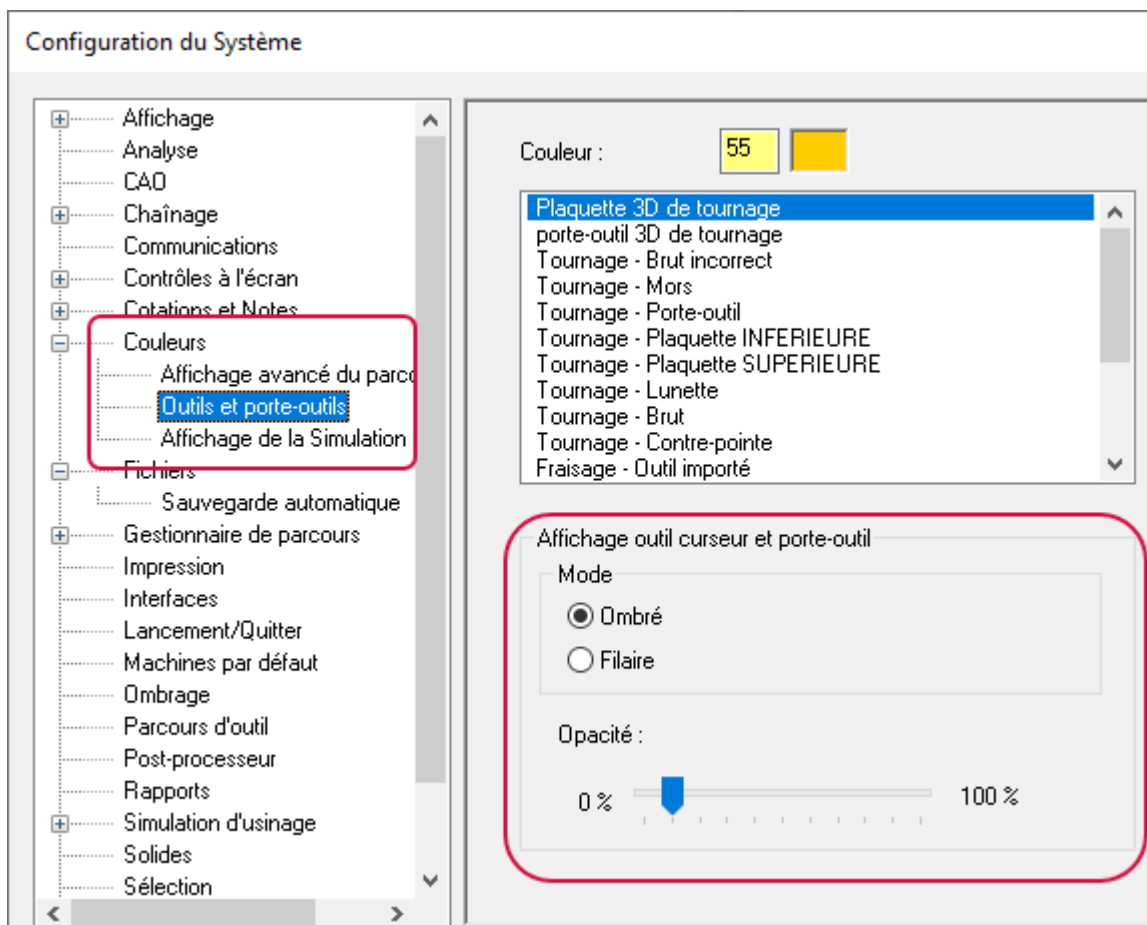 Configuration du Système
Affichage
Analyse
CAO
Chaînage
Communications
Contrôles à l'écran
Cotations et Notes
Couleurs
Affichage avancé du parco
Outils et porte-outils
Affichage de la Simulation
Fichiers
Sauvegarde automatique
Gestionnaire de parcours
Impression
Interfaces
Lancement/Quitter
Machines par défaut
Ombrage
Parcours d'outil
Post-processeur
Rapports
Simulation d'usinage
Solides
Sélection
Couleur : 55
Plaquette 3D de tournage
porte-outil 3D de tournage
Tournage - Brut incorrect
Tournage - Mors
Tournage - Porte-outil
Tournage - Plaquette INFERIEURE
Tournage - Plaquette SUPERIEURE
Tournage - Lunette
Tournage - Brut
Tournage - Contre-pointe
Fraisage - Outil importé
Affichage outil curseur et porte-outil
Mode
Ombré
Filaire
Opacité :
0 % 100 %